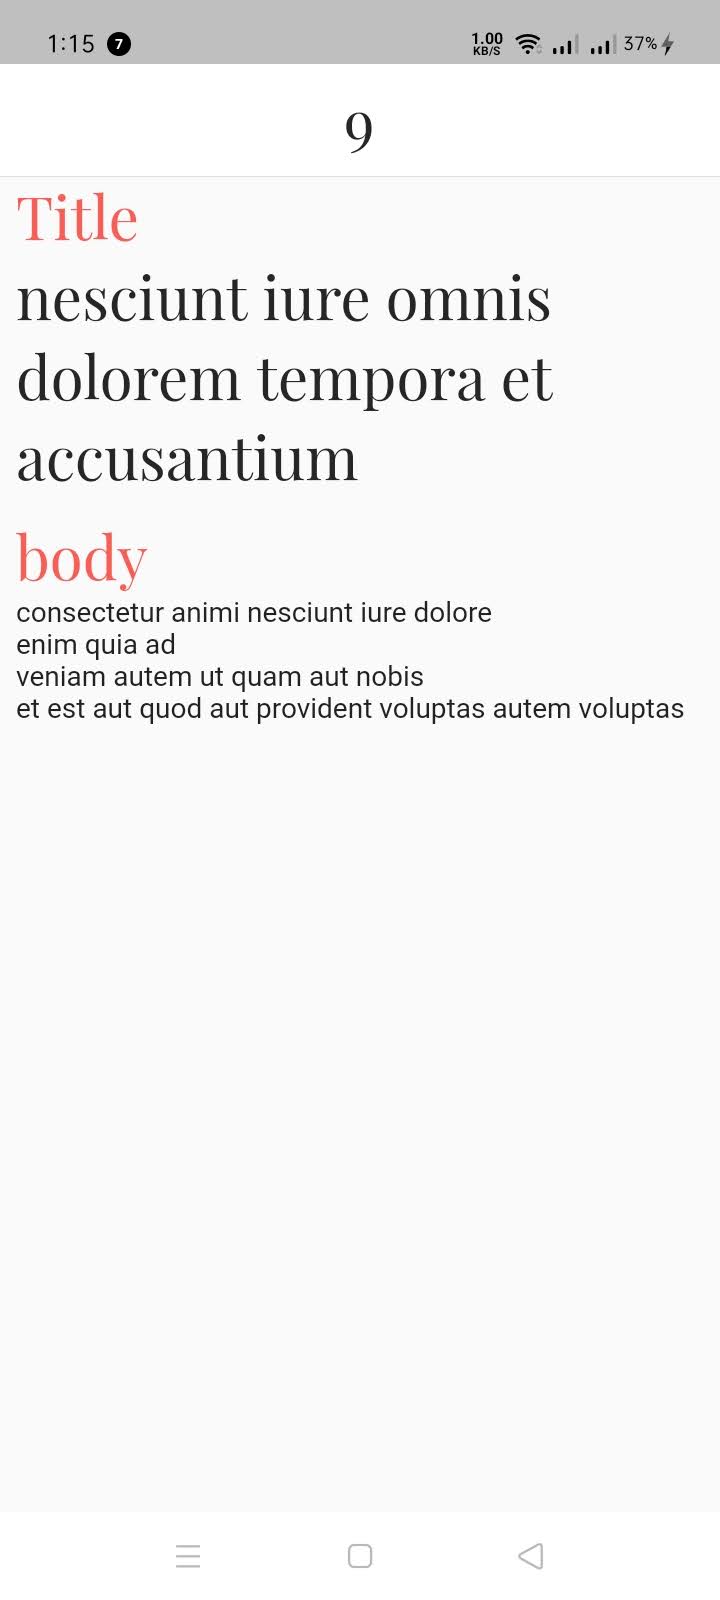 1:15 7 1.00 KB/S 37%
9
Title
nesciunt iure omnis
dolorem tempora et
accusantium
body
consectetur animi nesciunt iure dolore
enim quia ad
veniam autem ut quam aut nobis
et est aut quod aut provident voluptas autem voluptas